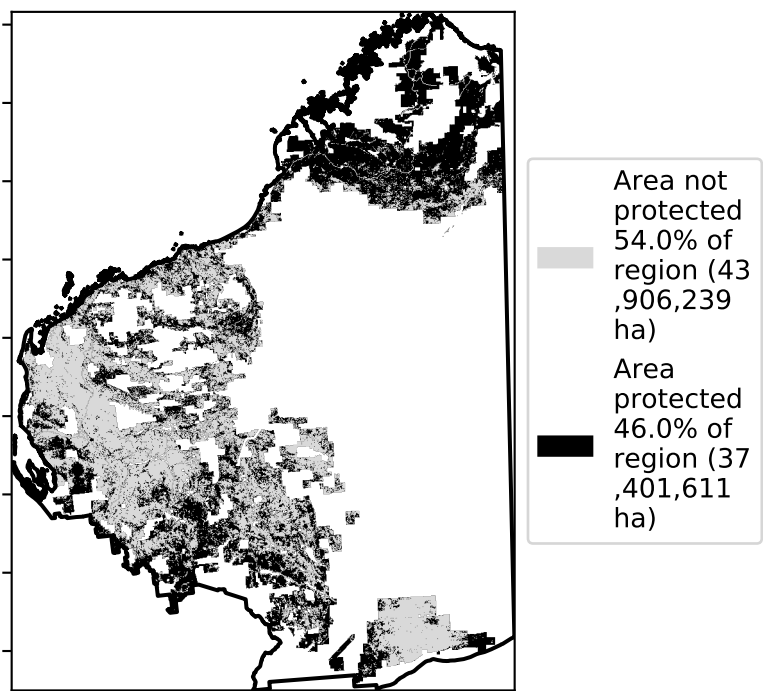 Area not
protected
54.0% of
region (43
,906,239
ha)
Area
protected
46.0% of
region (37
,401,611
ha)